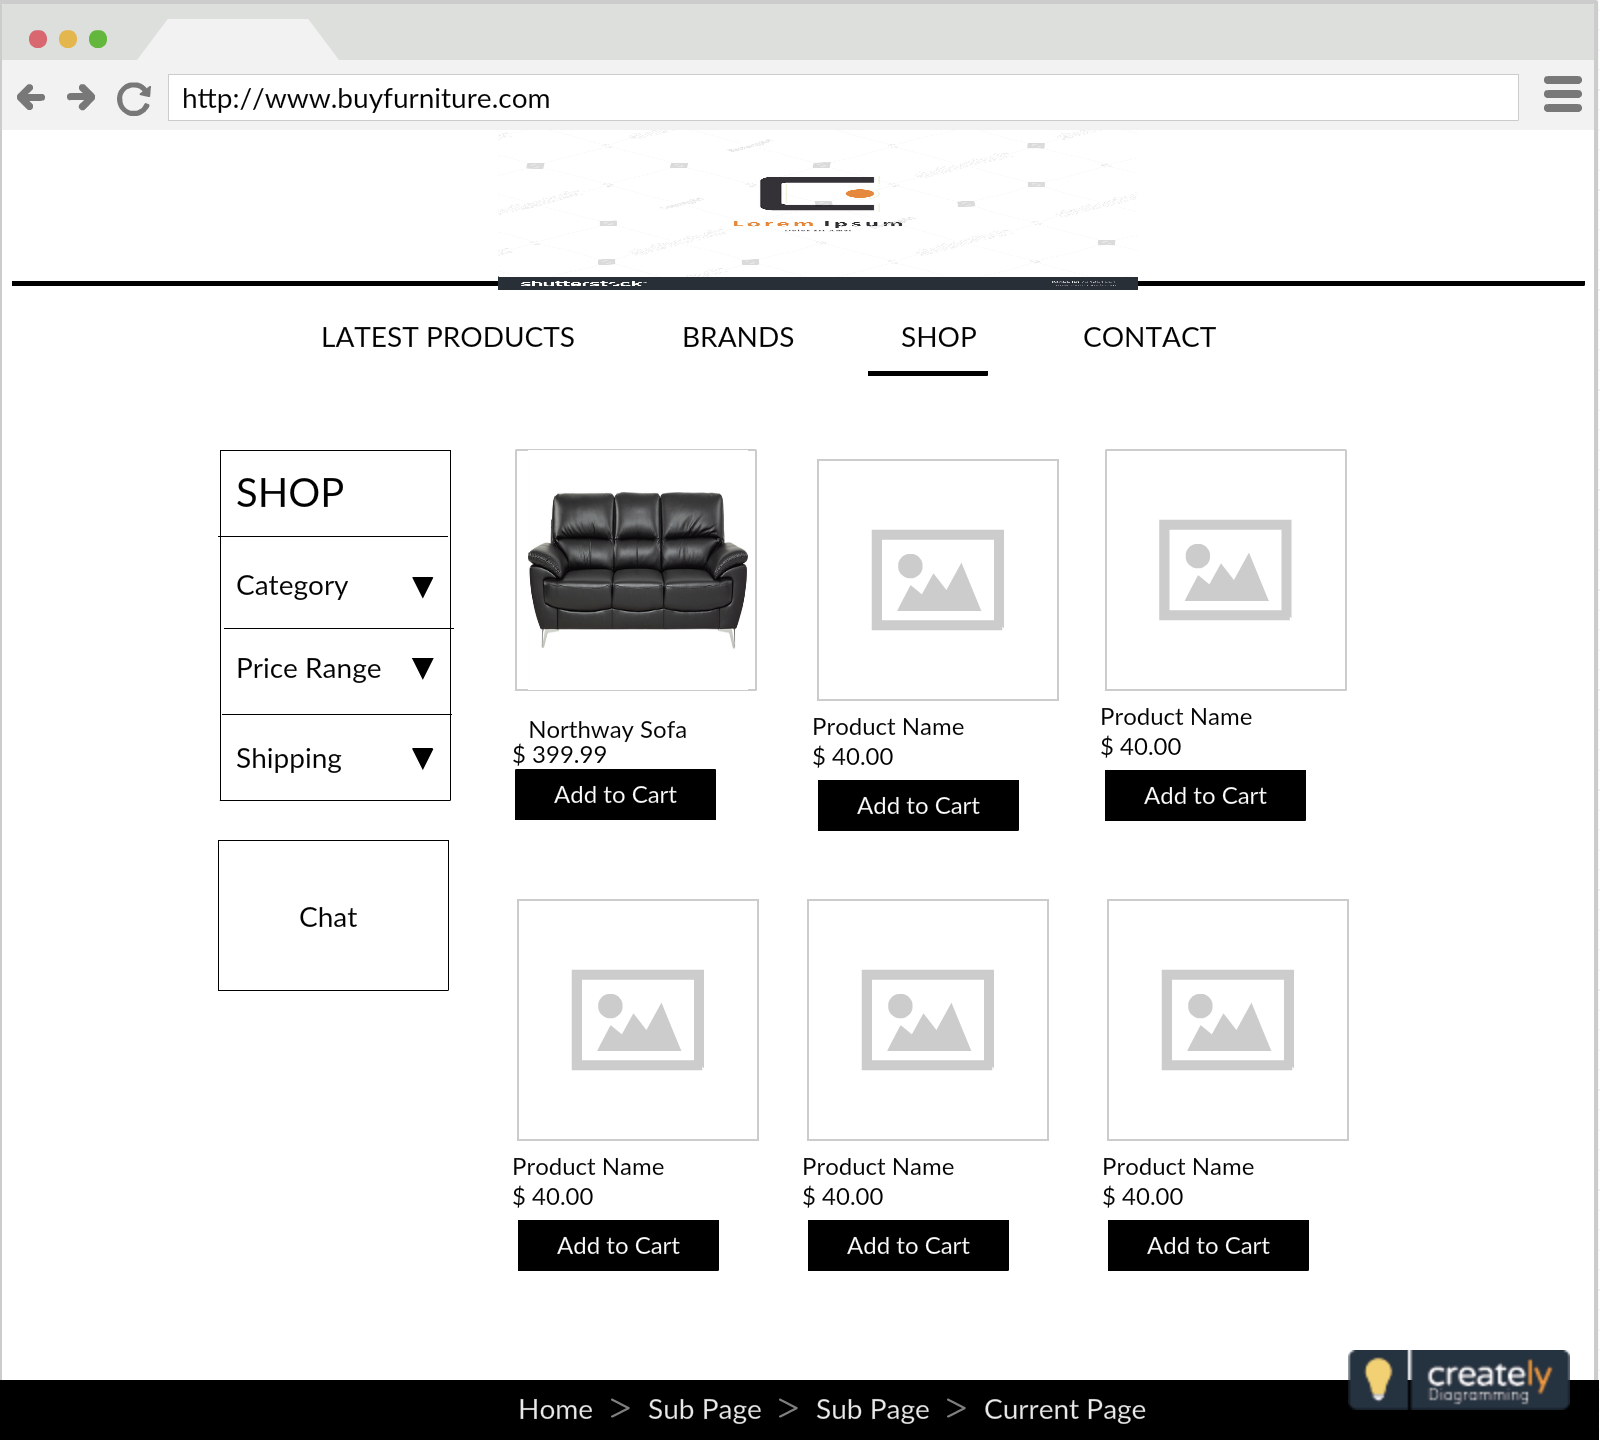 http://www.buyfurniture.com
Lorem Ipsum
shutterstock
LATEST PRODUCTS BRANDS SHOP CONTACT
SHOP
Category
Price Range
Shipping
Chat
Northway Sofa
$ 399.99
Add to Cart
Product Name
$ 40.00
Add to Cart
Product Name
$ 40.00
Add to Cart
Product Name
$ 40.00
Add to Cart
Product Name
$ 40.00
Add to Cart
Product Name
$ 40.00
Add to Cart
creately
Diagramming
Home > Sub Page > Sub Page > Current Page